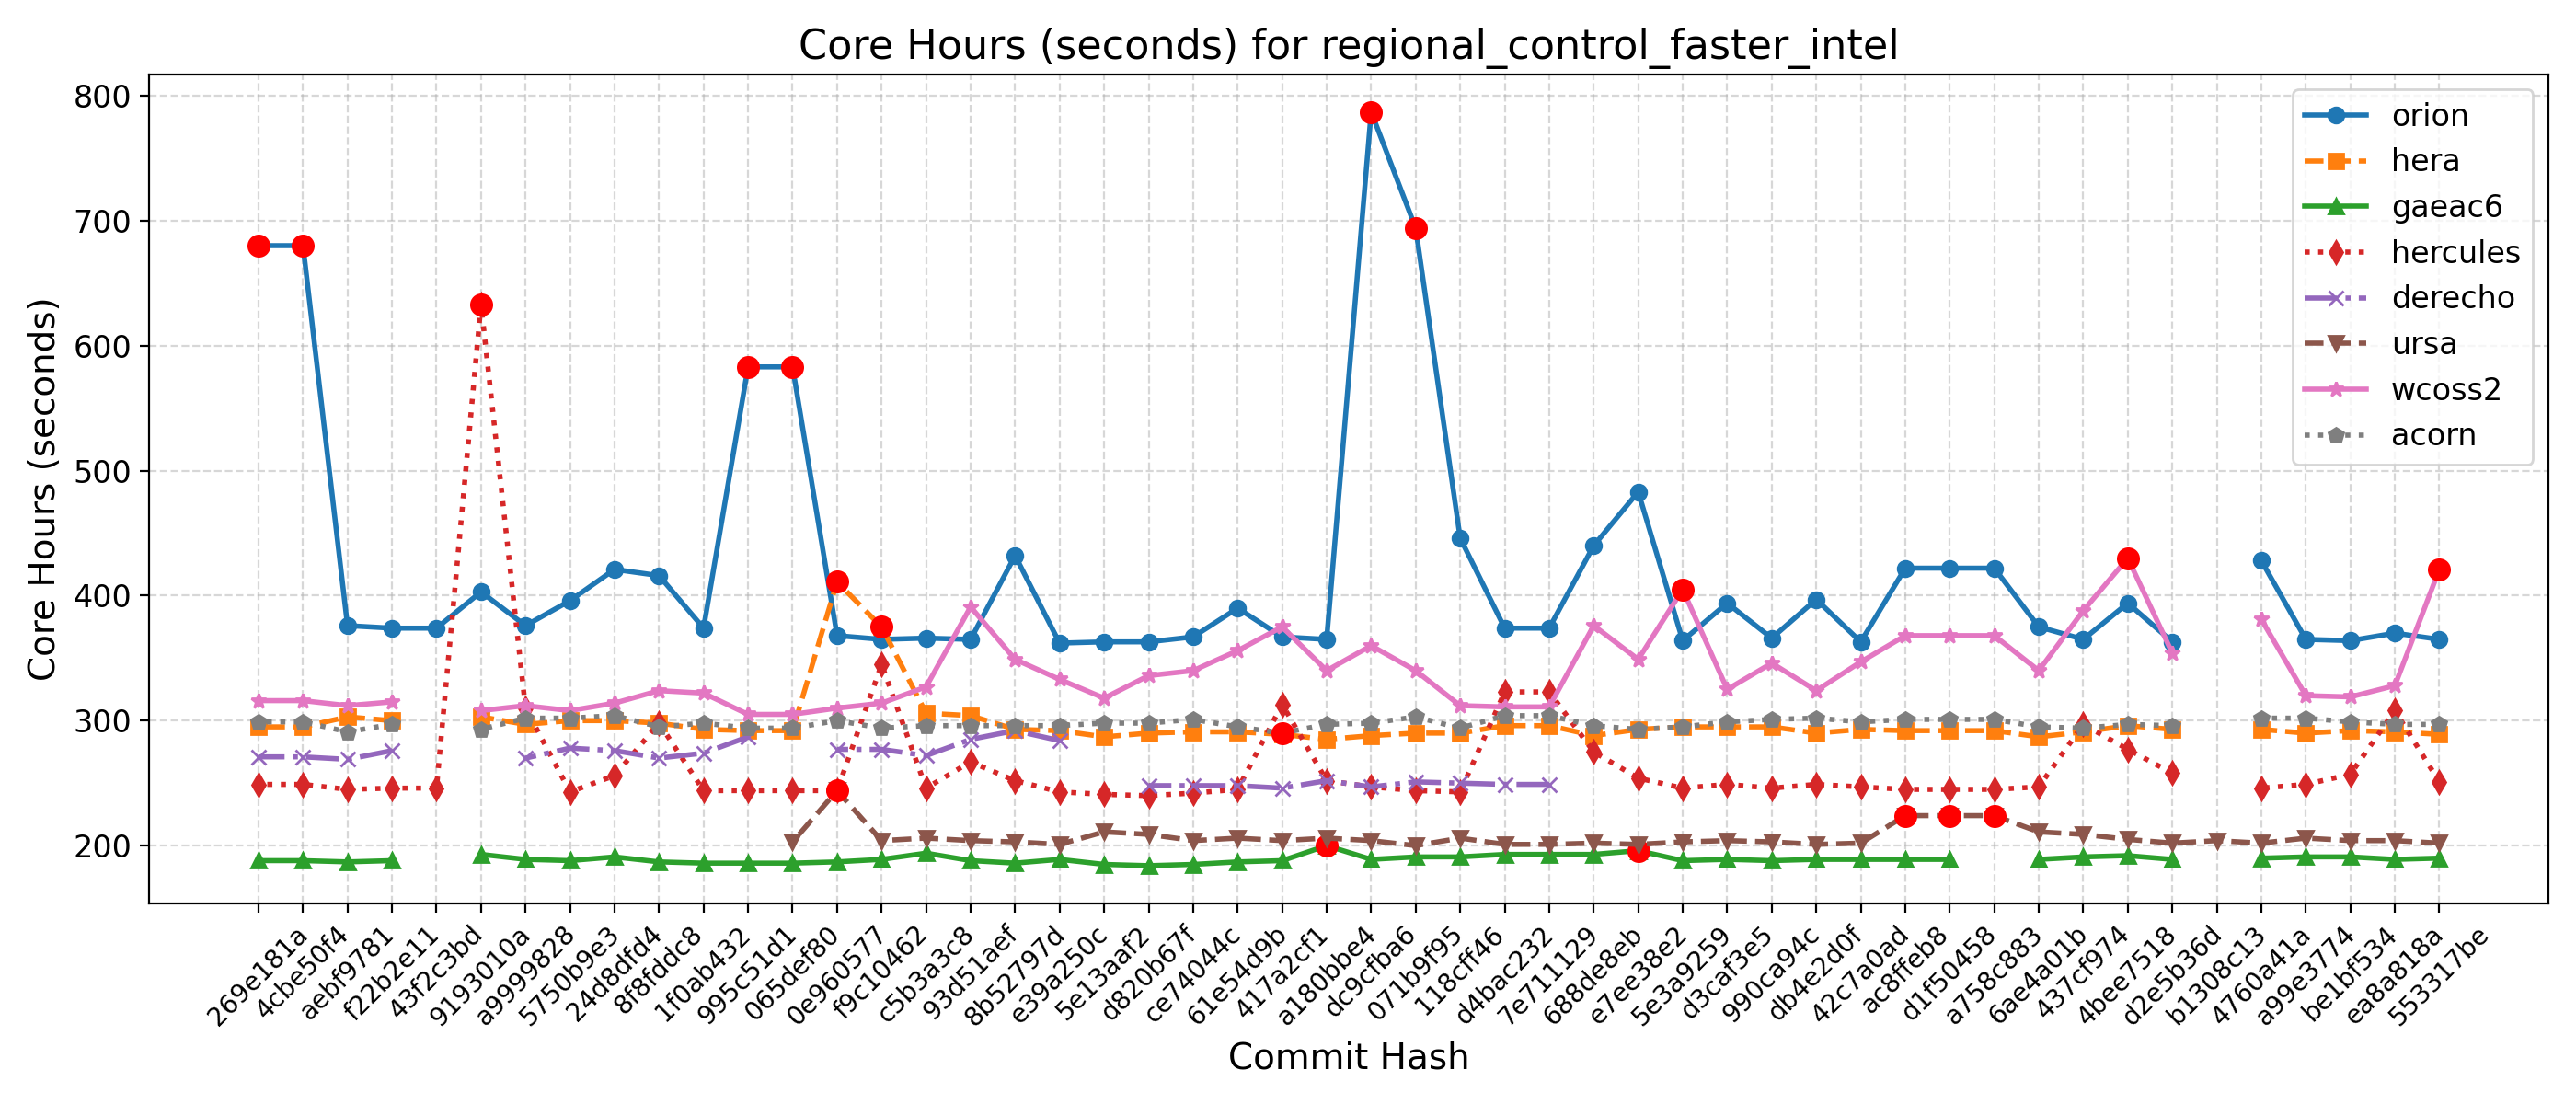 Core Hours (seconds) for regional_control_faster_intel
Core Hours (seconds)
800
700
600
500
400
300
200
orion
hera
gaeac6
hercules
derecho
ursa
wcoss2
acorn
269e181a
4cbe50f4
aebf9781
f22b2e11
43f2c3bd
9193010a
a9999828
5750b9e3
24d8dfd4
8f8fddc8
1f0ab432
995c51d1
065def80
0e960577
f9c10462
c5b3a3c8
93d51aef
8b52797d
e39a250c
5e13aaf2
d820b67f
ce74044c
61e54d9b
417a2cf1
a180bbe4
dc9cfba6
071b9f95
118cff46
d4bac232
7e711129
688de8eb
e7ee38e2
5e3a9259
d3caf3e5
990ca94c
db4e2d0f
42c7a0ad
ac8ffeb8
d1f50458
a758c883
6ae4a01b
437cf974
4bee7518
d2e5b36d
b1308c13
4760a41a
a99e3774
be1bf534
ea8a818a
553317be
Commit Hash